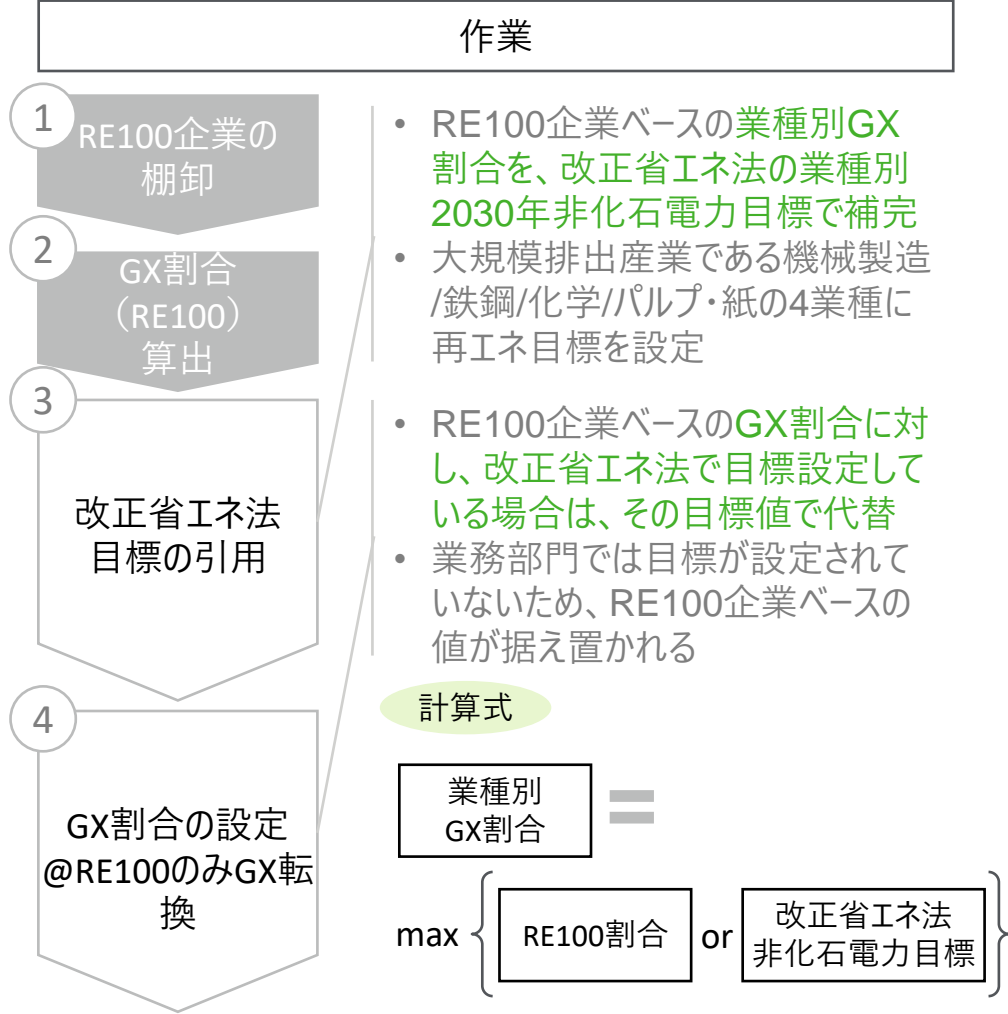 作業
1
RE100企業の
棚卸
2
GX割合
（RE100）
算出
3
改正省エネ法
目標の引用
4
GX割合の設定
@RE100のみGX転
換
• RE100企業ベースの業種別GX
割合を、改正省エネ法の業種別
2030年非化石電力目標で補完
• 大規模排出産業である機械製造
/鉄鋼/化学/パルプ・紙の4業種に
再エネ目標を設定
• RE100企業ベースのGX割合に対
し、改正省エネ法で目標設定して
いる場合は、その目標値で代替
• 業務部門では目標が設定されて
いないため、RE100企業ベースの
値が据え置かれる
計算式
業種別
GX割合
=
max { RE100割合 or 改正省エネ法
非化石電力目標 }